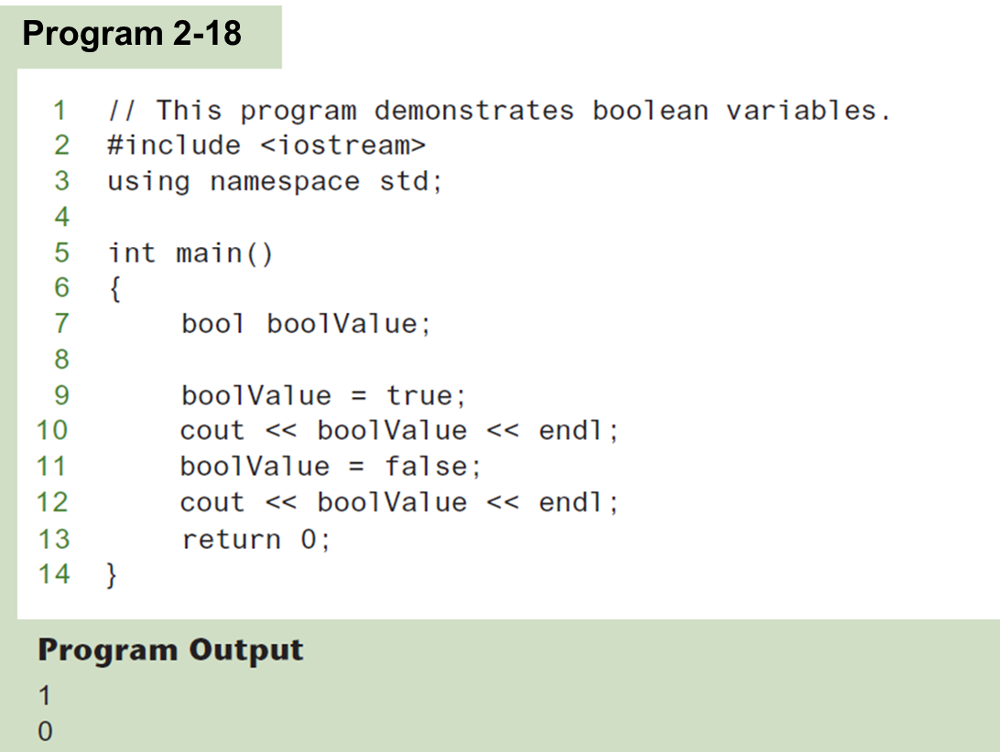 Program 2-18
1 // This program demonstrates boolean variables.
2 #include <iostream>
3 using namespace std;
4
5 int main()
6 {
7 bool boolValue;
8
9 boolValue = true;
10 cout << boolValue << endl;
11 boolValue = false;
12 cout << boolValue << endl;
13 return 0;
14 }
Program Output
1
0